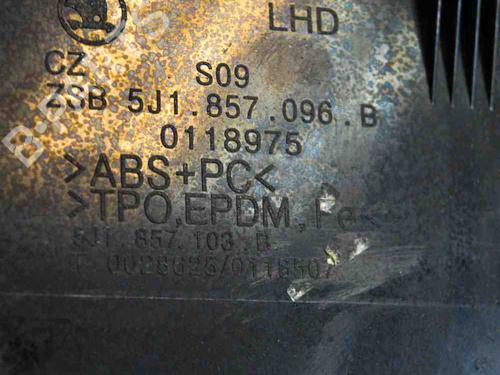 LHD
CZ S09
ZSB 5J1.857.096.B
0118975
>ABS+PC<
>TPO,EPDM,Fe<
5J1.857.103.B